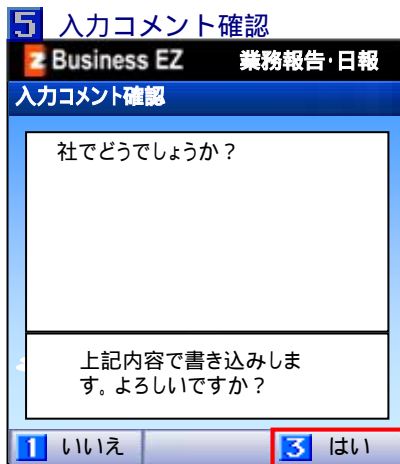 5 入力コメント確認
Business EZ 業務報告･日報
入力コメント確認
社でどうでしょうか？
上記内容で書き込みしま
す。よろしいですか？
1 いいえ 3 はい